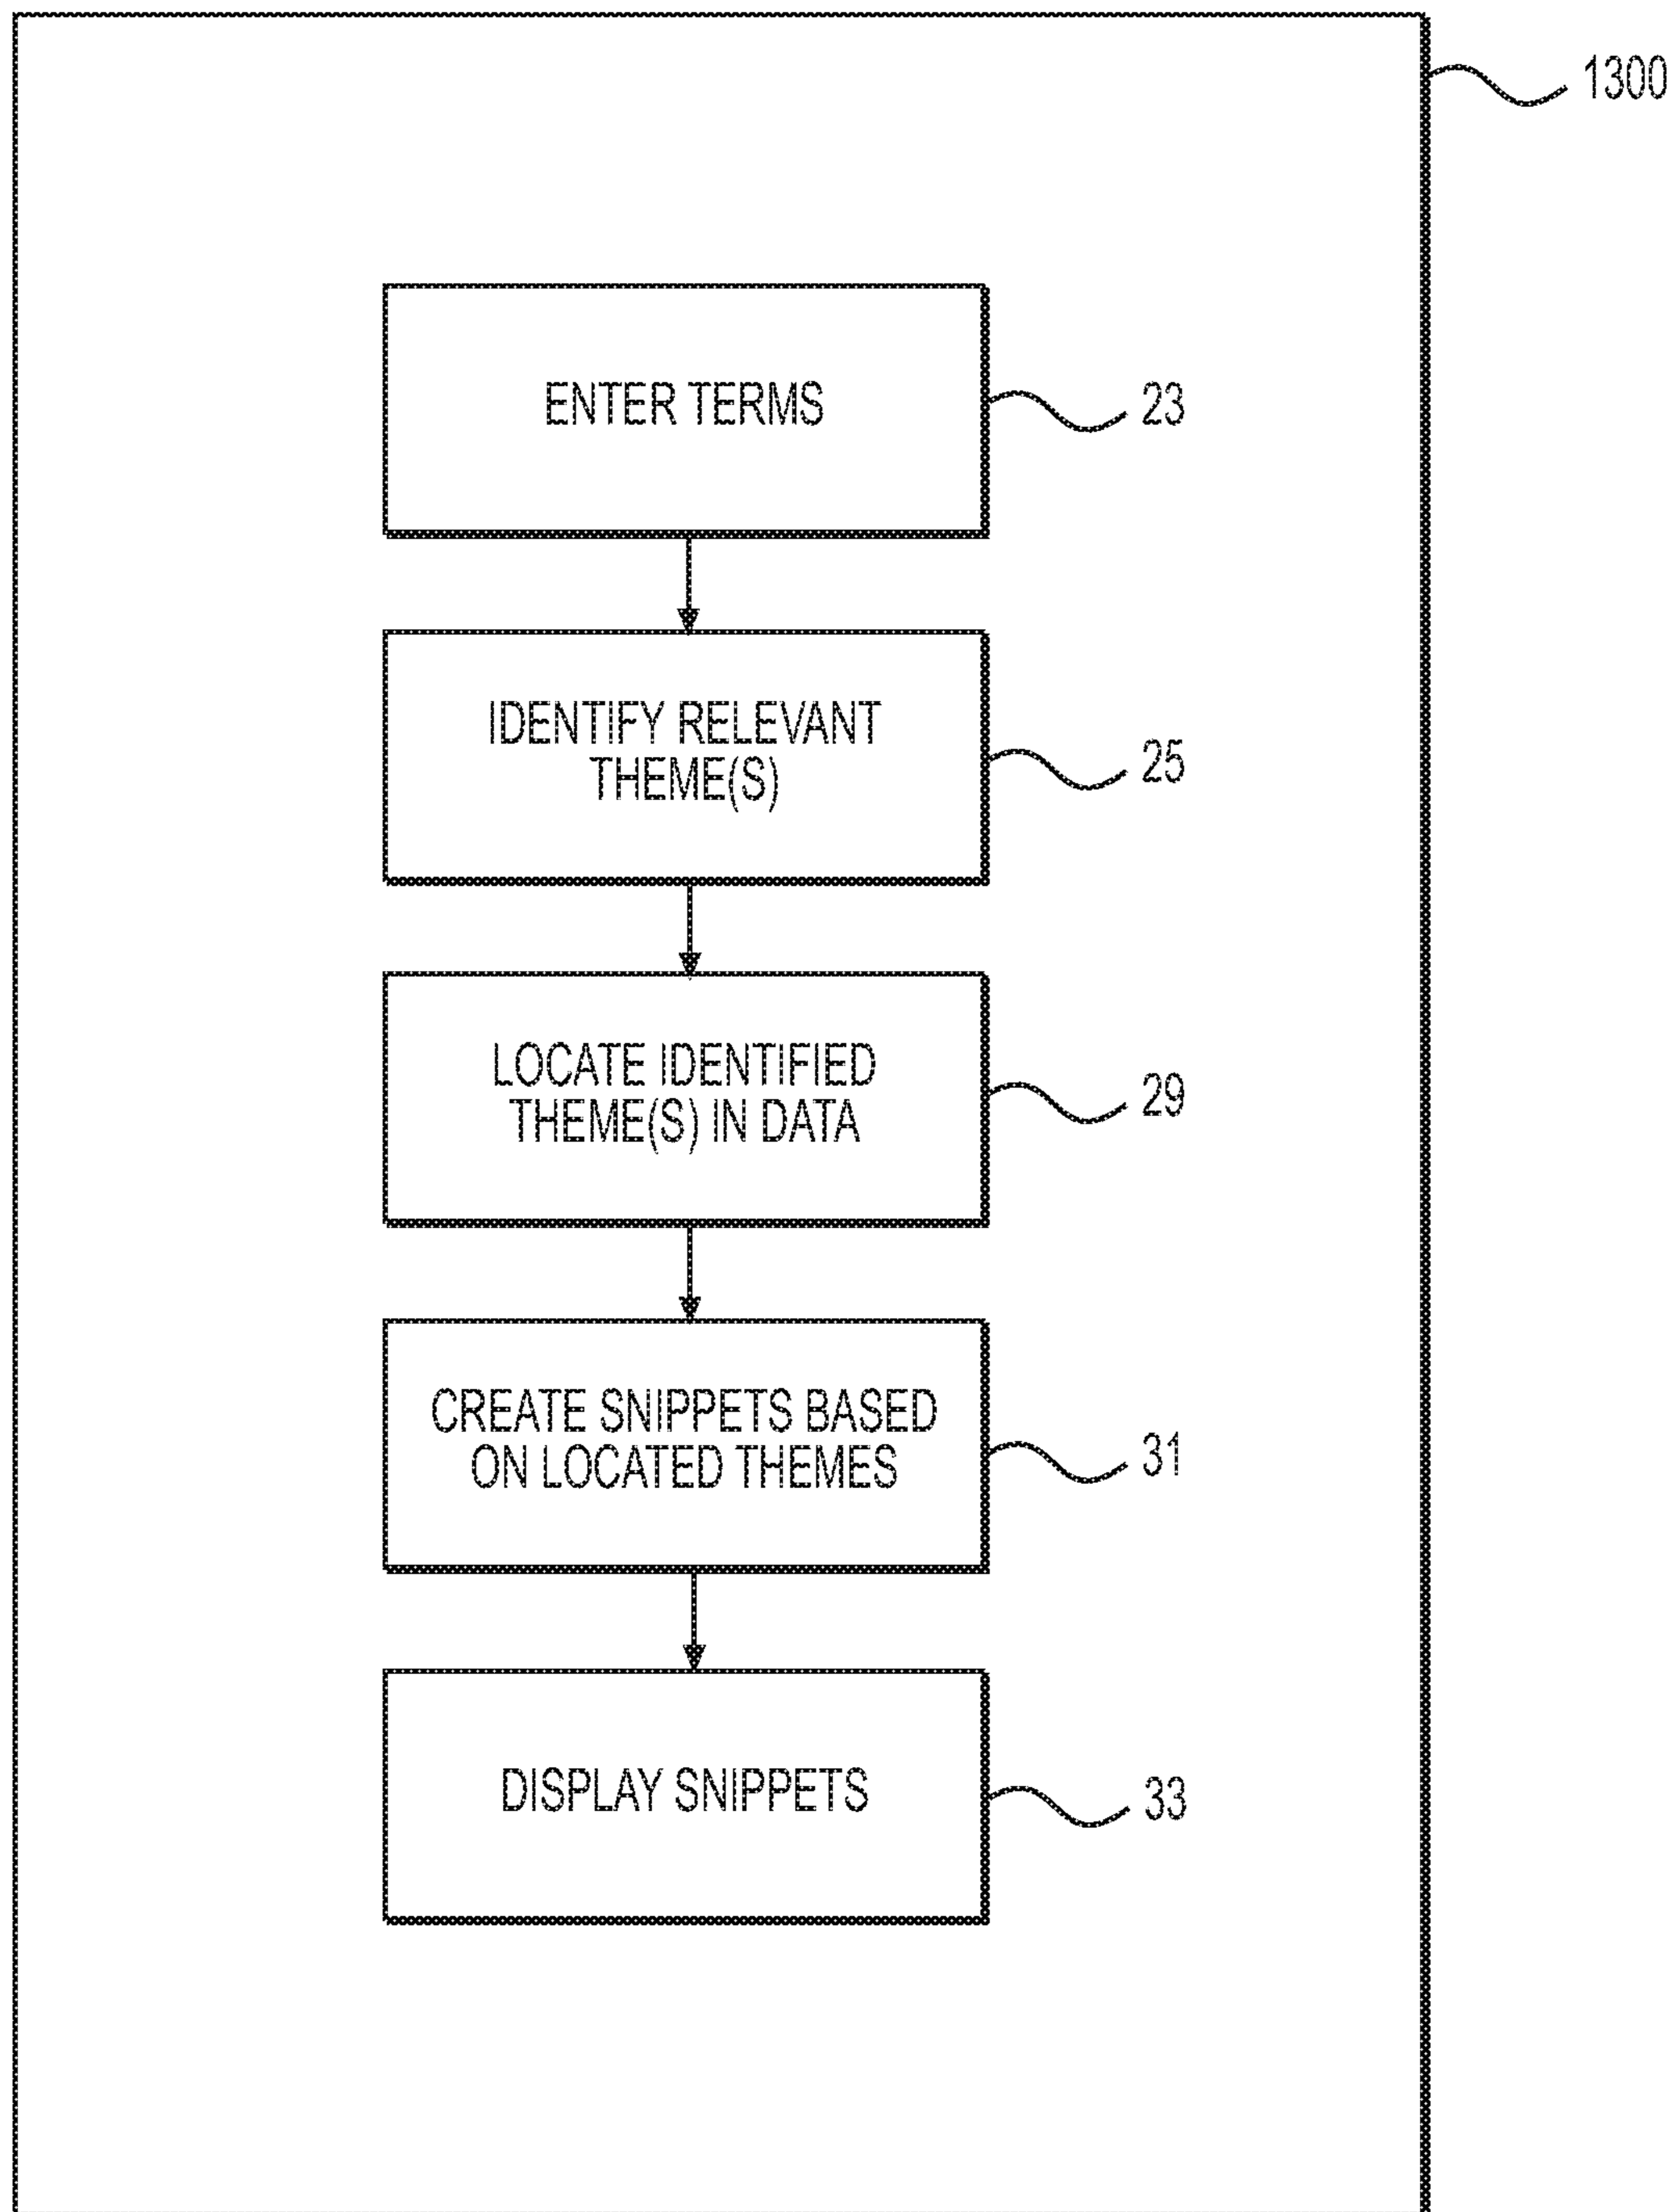 1300
ENTER TERMS
23
IDENTIFY RELEVANT
THEME(S)
25
LOCATE IDENTIFIED
THEME(S) IN DATA
29
CREATE SNIPPETS BASED
ON LOCATED THEMES
31
DISPLAY SNIPPETS
33